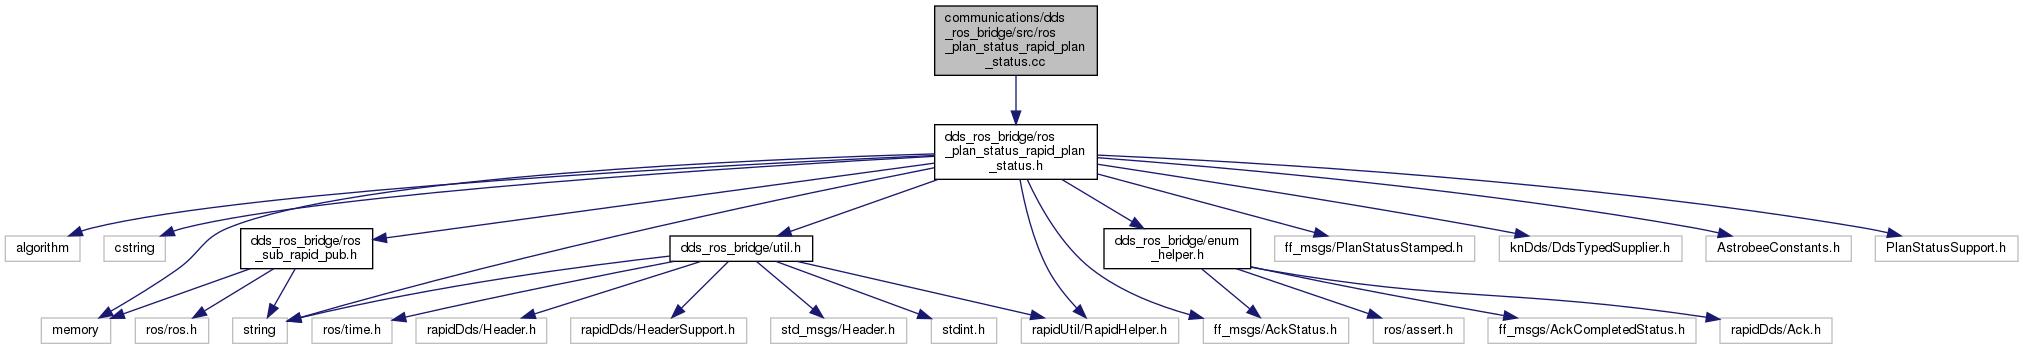 communications/dds
_ros_bridge/src/ros
_plan_status_rapid_plan
_status.cc
dds_ros_bridge/ros
_plan_status_rapid_plan
_status.h
algorithm
cstring
dds_ros_bridge/ros
_sub_rapid_pub.h
dds_ros_bridge/util.h
dds_ros_bridge/enum
_helper.h
ff_msgs/PlanStatusStamped.h
knDds/DdsTypedSupplier.h
AstrobeeConstants.h
PlanStatusSupport.h
memory
ros/ros.h
string
ros/time.h
rapidDds/Header.h
rapidDds/HeaderSupport.h
std_msgs/Header.h
stdint.h
rapidUtil/RapidHelper.h
ff_msgs/AckStatus.h
ros/assert.h
ff_msgs/AckCompletedStatus.h
rapidDds/Ack.h